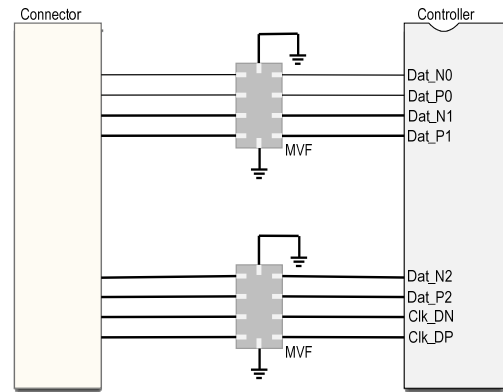 Connector
Controller
Dat_N0
Dat_P0
Dat_N1
Dat_P1
MVF
Dat_N2
Dat_P2
Clk_DN
Clk_DP
MVF